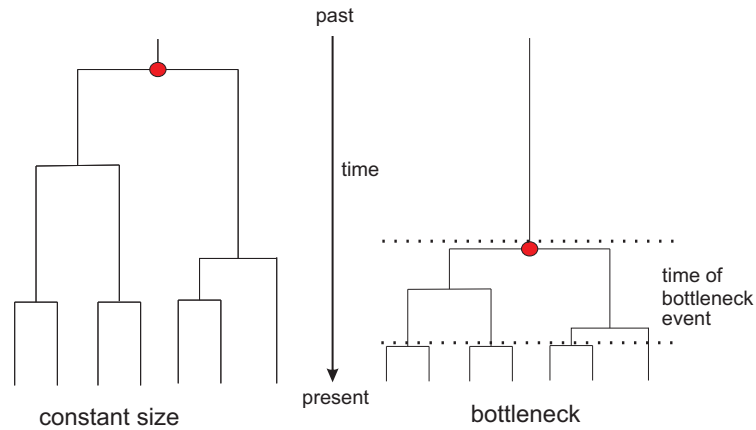 past
time
time of
bottleneck
event
present
constant size
bottleneck